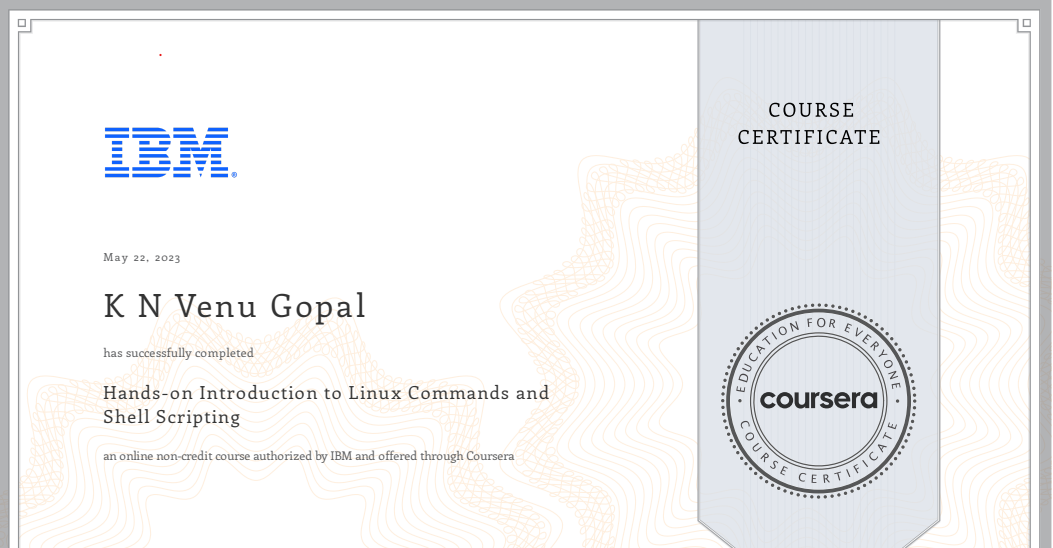 COURSE
CERTIFICATE
IBM®
May 22, 2023
K N Venu Gopal
has successfully completed
Hands-on Introduction to Linux Commands and
Shell Scripting
an online non-credit course authorized by IBM and offered through Coursera
EDUCATION FOR EVERYONE
coursera
COURSE CERTIFICATE